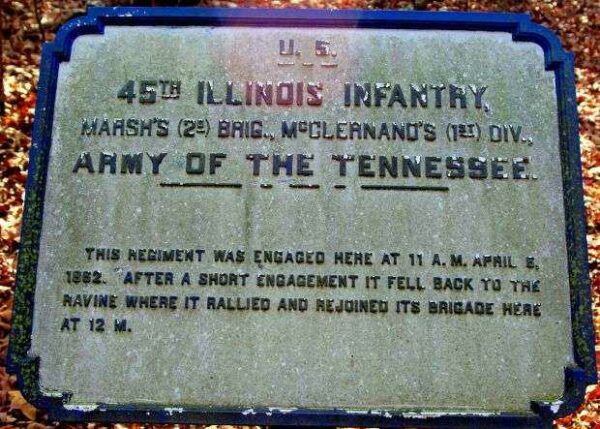 U. S.
45TH ILLINOIS INFANTRY,
MARSH'S (2D) BRIG., MCCLERNAND'S (1ST) DIV.,
ARMY OF THE TENNESSEE.
THIS REGIMENT WAS ENGAGED HERE AT 11 A. M. APRIL 6,
1862. AFTER A SHORT ENGAGEMENT IT FELL BACK TO THE
RAVINE WHERE IT RALLIED AND REJOINED ITS BRIGADE HERE
AT 12 M.